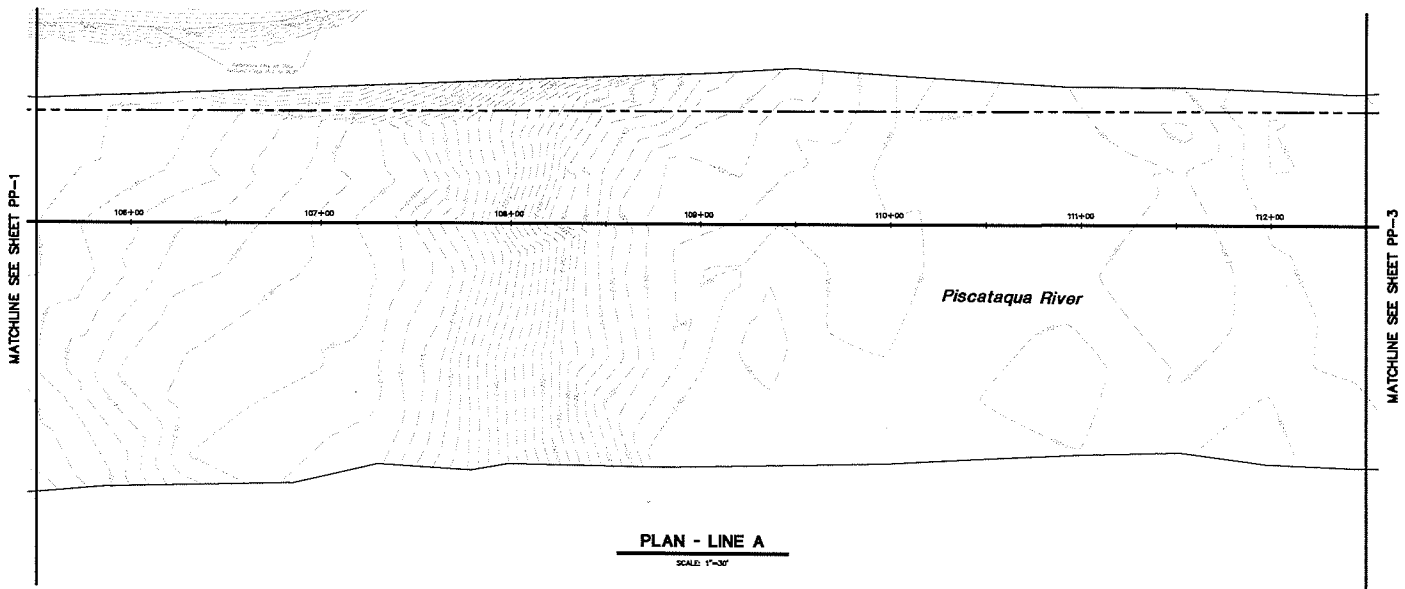 MATCHLINE SEE SHEET PP-1
106+00
107+00
108+00
109+00
110+00
111+00
112+00
Piscataqua River
MATCHLINE SEE SHEET PP-3
PLAN - LINE A
SCALE: 1"=30'